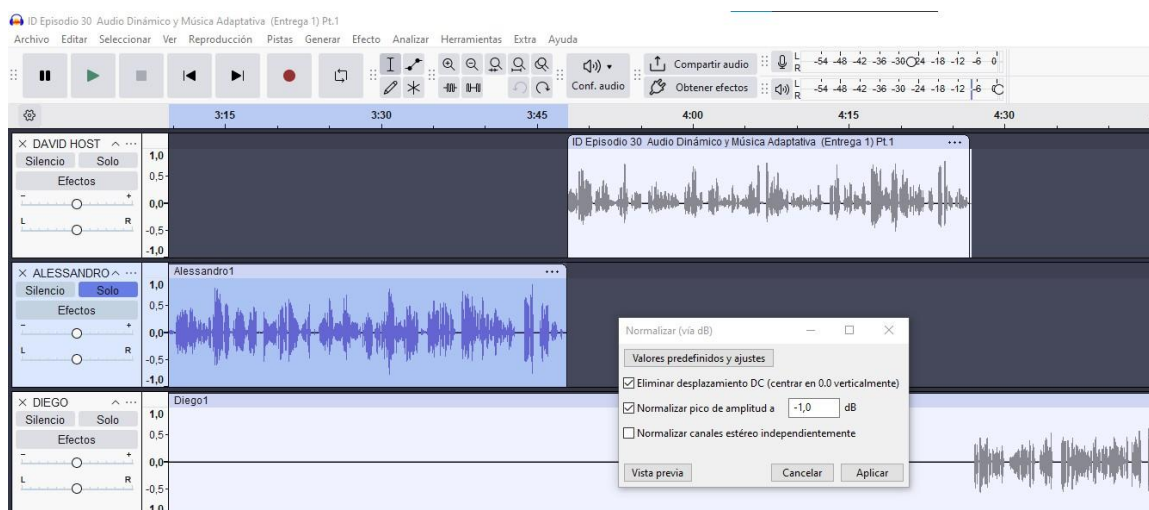 ID Episodio 30 Audio Dinámico y Música Adaptativa (Entrega 1) Pt.1
Archivo Editar Seleccionar Ver Reproducción Pistas Generar Efecto Analizar Herramientas Extra Ayuda
Conf. audio
Compartir audio
Obtener efectos
L R -54 -48 -42 -36 -30 -24 -18 -12 -6 0
L R -54 -48 -42 -36 -30 -24 -18 -12 -6 0
3:15 3:30 3:45 4:00 4:15 4:30
DAVID HOST
Silencio Solo
Efectos
- +
L R
1,0
0,5
0,0
-0,5
-1,0
ID Episodio 30 Audio Dinámico y Música Adaptativa (Entrega 1) Pt.1
ALESSANDRO
Silencio Solo
Efectos
- +
L R
1,0
0,5
0,0
-0,5
-1,0
Alessandro1
DIEGO
Silencio Solo
Efectos
- +
L R
1,0
0,5
0,0
-0,5
Diego1
Normalizar (vía dB)
Valores predefinidos y ajustes
Eliminar desplazamiento DC (centrar en 0.0 verticalmente)
Normalizar pico de amplitud a -1,0 dB
Normalizar canales estéreo independientemente
Vista previa Cancelar Aplicar